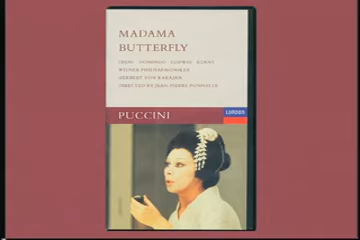 MADAMA
BUTTERFLY
FRENI DOMINGO LUDWIG KERNS
WIENER PHILHARMONIKER
HERBERT VON KARAJAN
DIRECTED BY JEAN-PIERRE PONNELLE
PUCCINI
LONDON